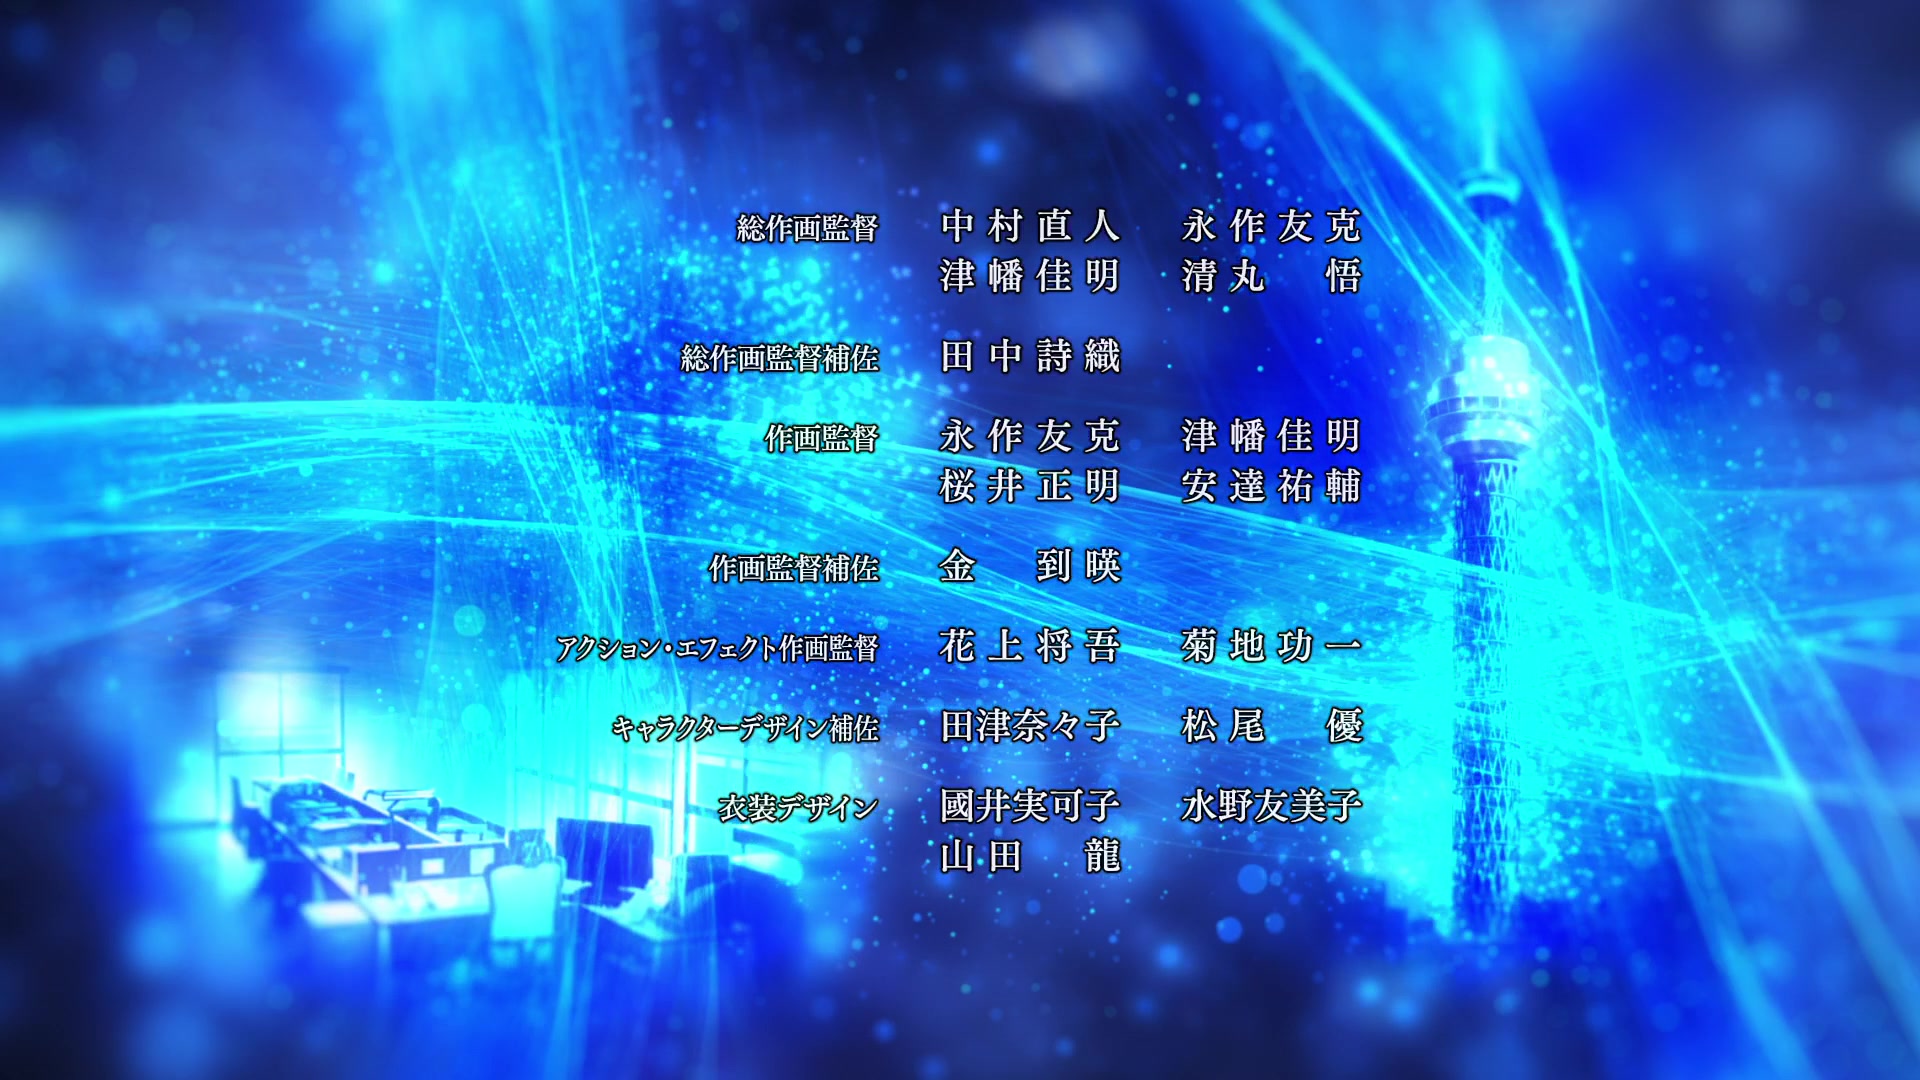 総作画監督 中村直人 永作友克
津幡佳明 清丸 悟
総作画監督補佐 田中詩織
作画監督 永作友克 津幡佳明
桜井正明 安達祐輔
作画監督補佐 金 到暎
アクション・エフェクト作画監督 花上将吾 菊地功一
キャラクターデザイン補佐 田津奈々子 松尾 優
衣装デザイン 國井実可子 水野友美子
山田 龍